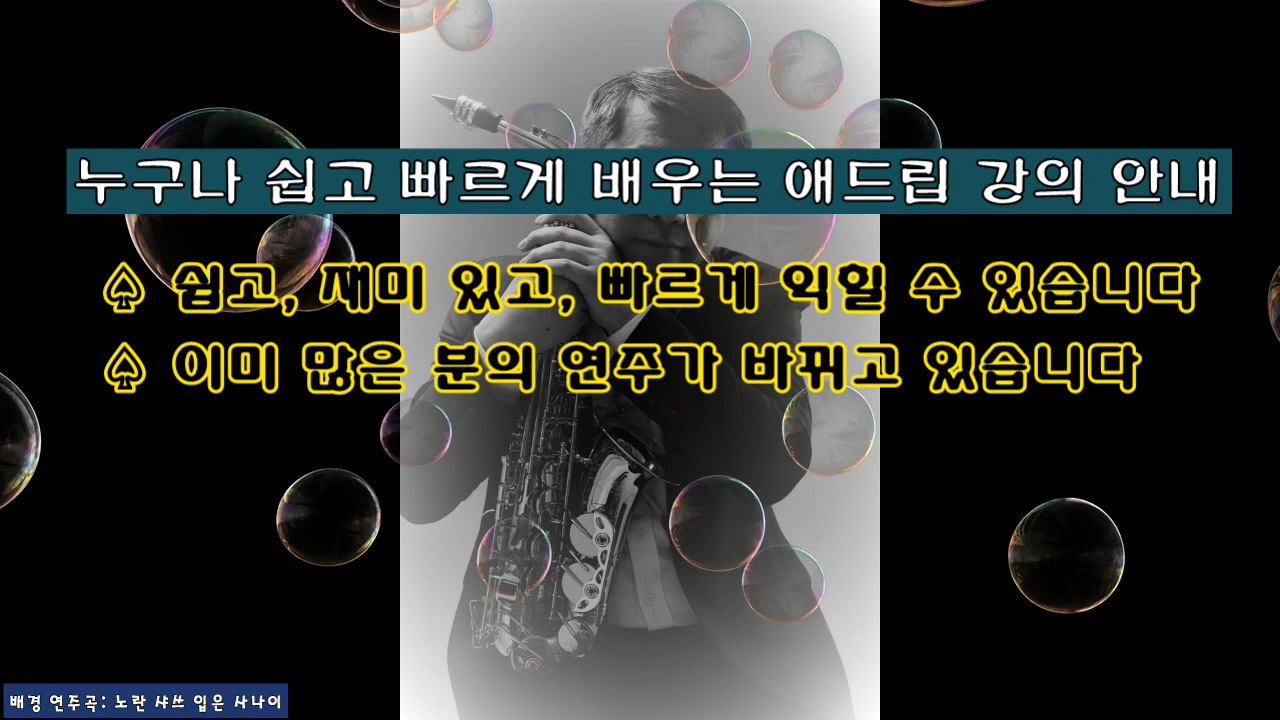 누구나 쉽고 빠르게 배우는 애드립 강의 안내
♤ 쉽고, 재미 있고, 빠르게 익힐 수 있습니다
♤ 이미 많은 분의 연주가 바뀌고 있습니다
배경 연주곡: 노란 샤쓰 입은 사나이